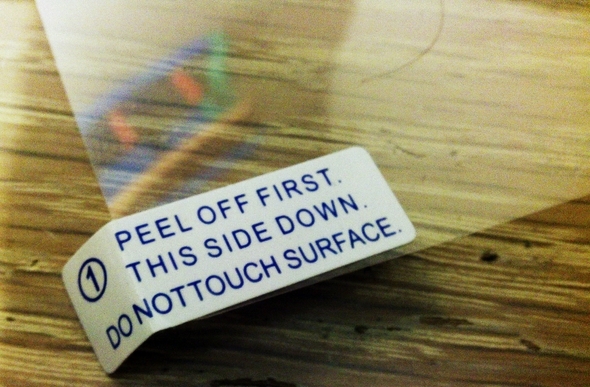 1
PEEL OFF FIRST.
THIS SIDE DOWN.
DO NOTTOUCH SURFACE.